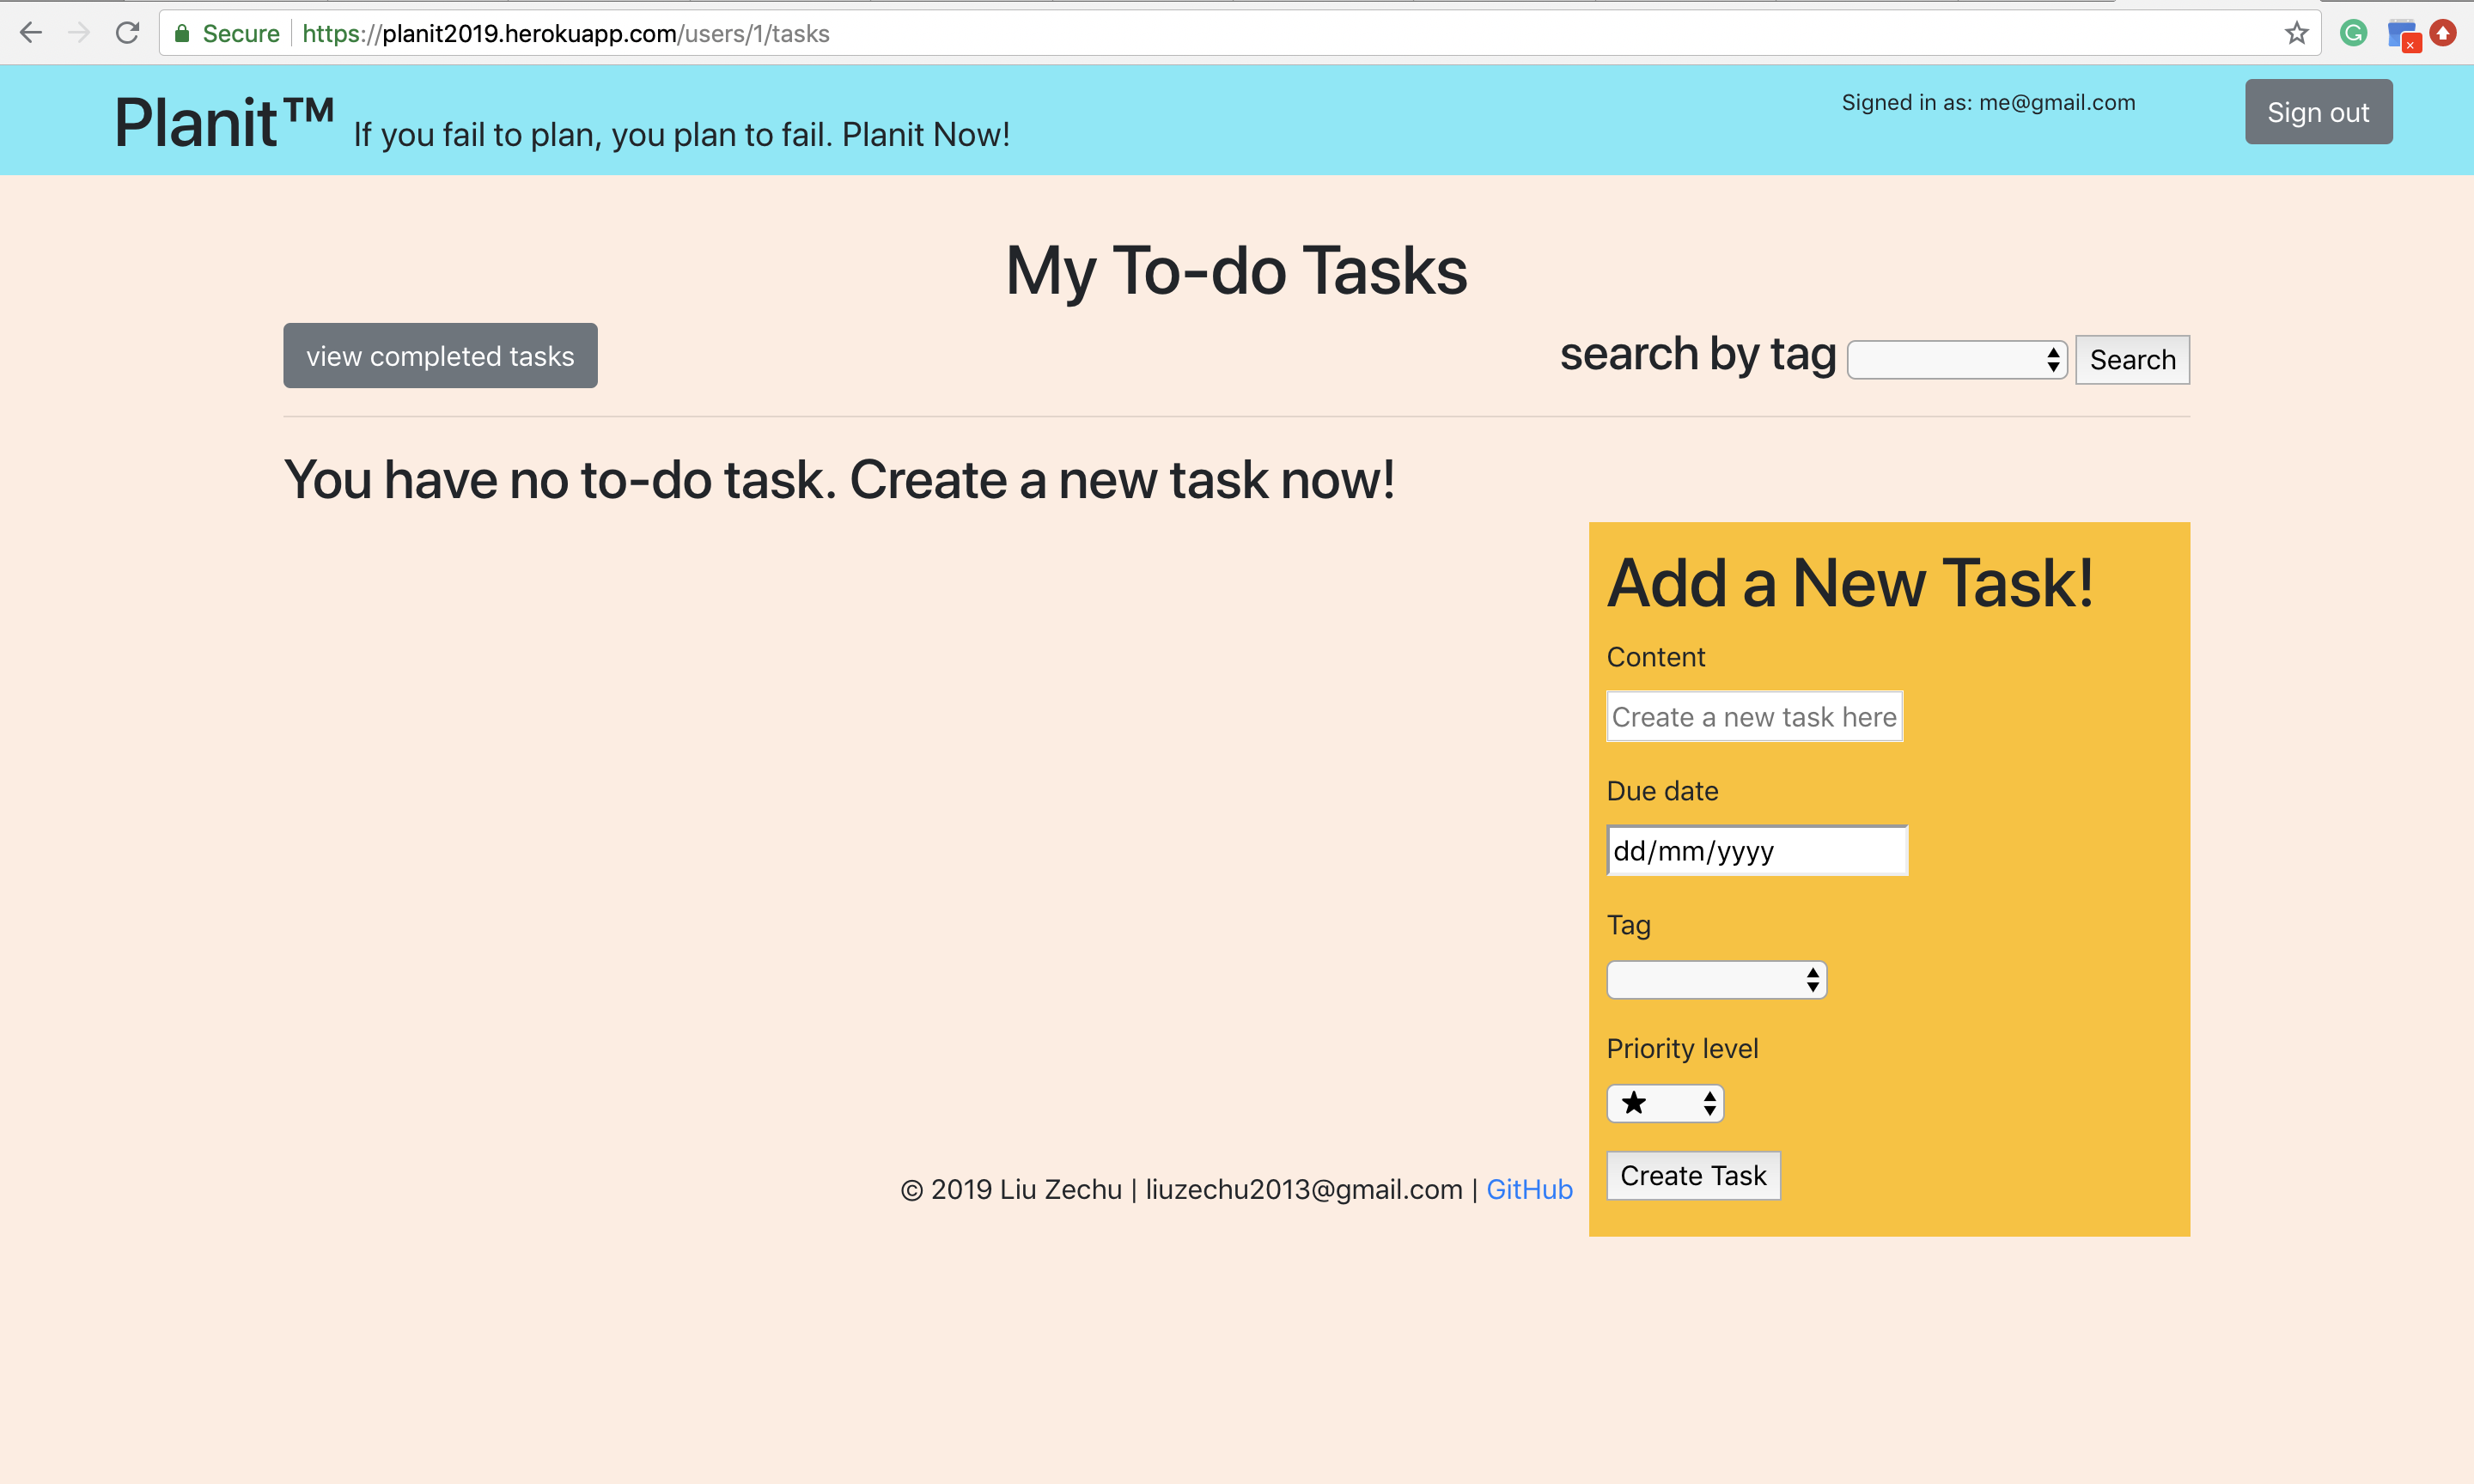 Secure https://planit2019.herokuapp.com/users/1/tasks
Planit™ If you fail to plan, you plan to fail. Planit Now!
Signed in as: me@gmail.com
Sign out
My To-do Tasks
view completed tasks
search by tag
Search
You have no to-do task. Create a new task now!
Add a New Task!
Content
Create a new task here
Due date
dd/mm/yyyy
Tag
Priority level
★
Create Task
© 2019 Liu Zechu | liuzechu2013@gmail.com | GitHub